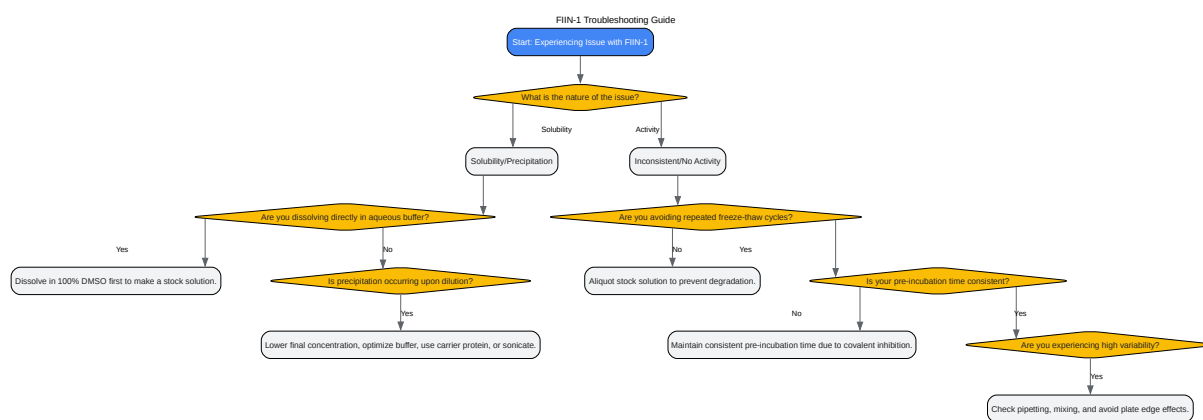 FIIN-1 Troubleshooting Guide
Start: Experiencing Issue with FIIN-1
What is the nature of the issue?
Solubility
Activity
Solubility/Precipitation
Inconsistent/No Activity
Are you dissolving directly in aqueous buffer?
Are you avoiding repeated freeze-thaw cycles?
Yes
No
No
Yes
Dissolve in 100% DMSO first to make a stock solution.
Is precipitation occurring upon dilution?
Aliquot stock solution to prevent degradation.
Is your pre-incubation time consistent?
Yes
No
Yes
Lower final concentration, optimize buffer, use carrier protein, or sonicate.
Maintain consistent pre-incubation time due to covalent inhibition.
Are you experiencing high variability?
Yes
Check pipetting, mixing, and avoid plate edge effects.